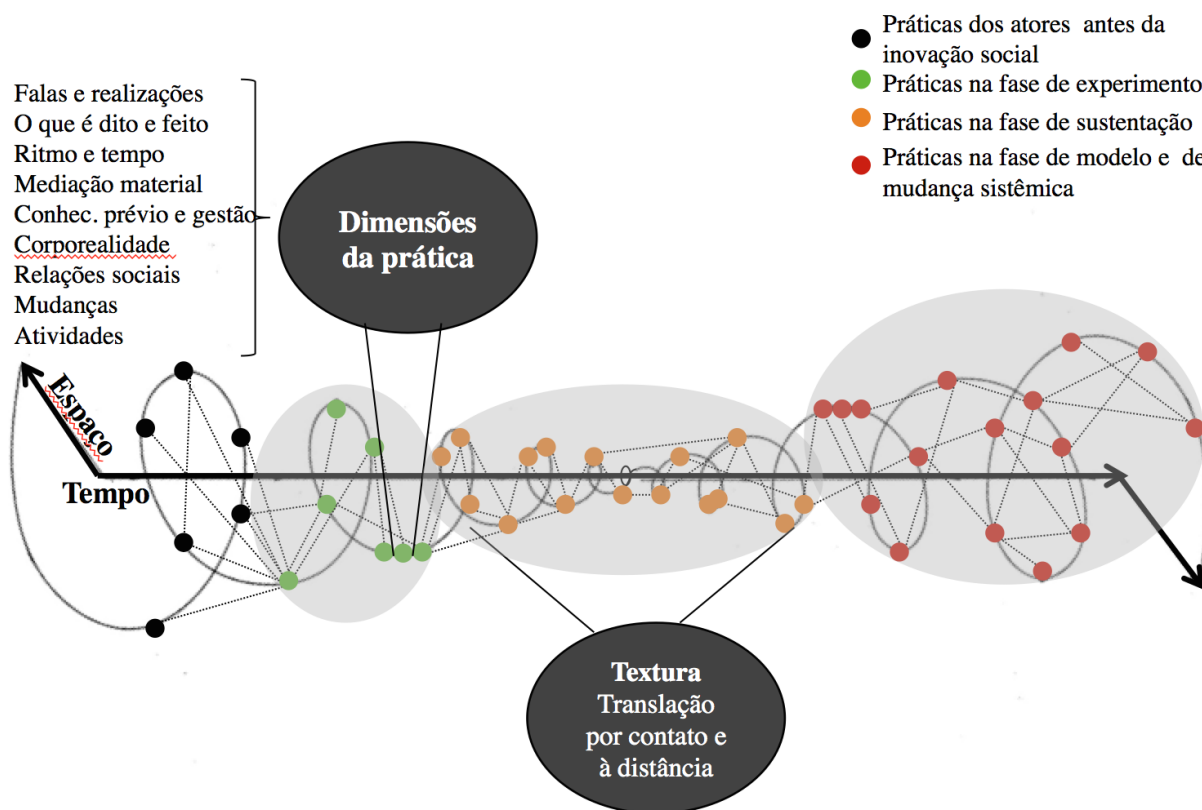 Práticas dos atores antes da
inovação social
Práticas na fase de experimento
Práticas na fase de sustentação
Práticas na fase de modelo e de
mudança sistêmica
Falas e realizações
O que é dito e feito
Ritmo e tempo
Mediação material
Conhec. prévio e gestão
Corporealidade
Relações sociais
Mudanças
Atividades
Dimensões
da prática
Espaço
Tempo
Textura
Translação
por contato e
à distância